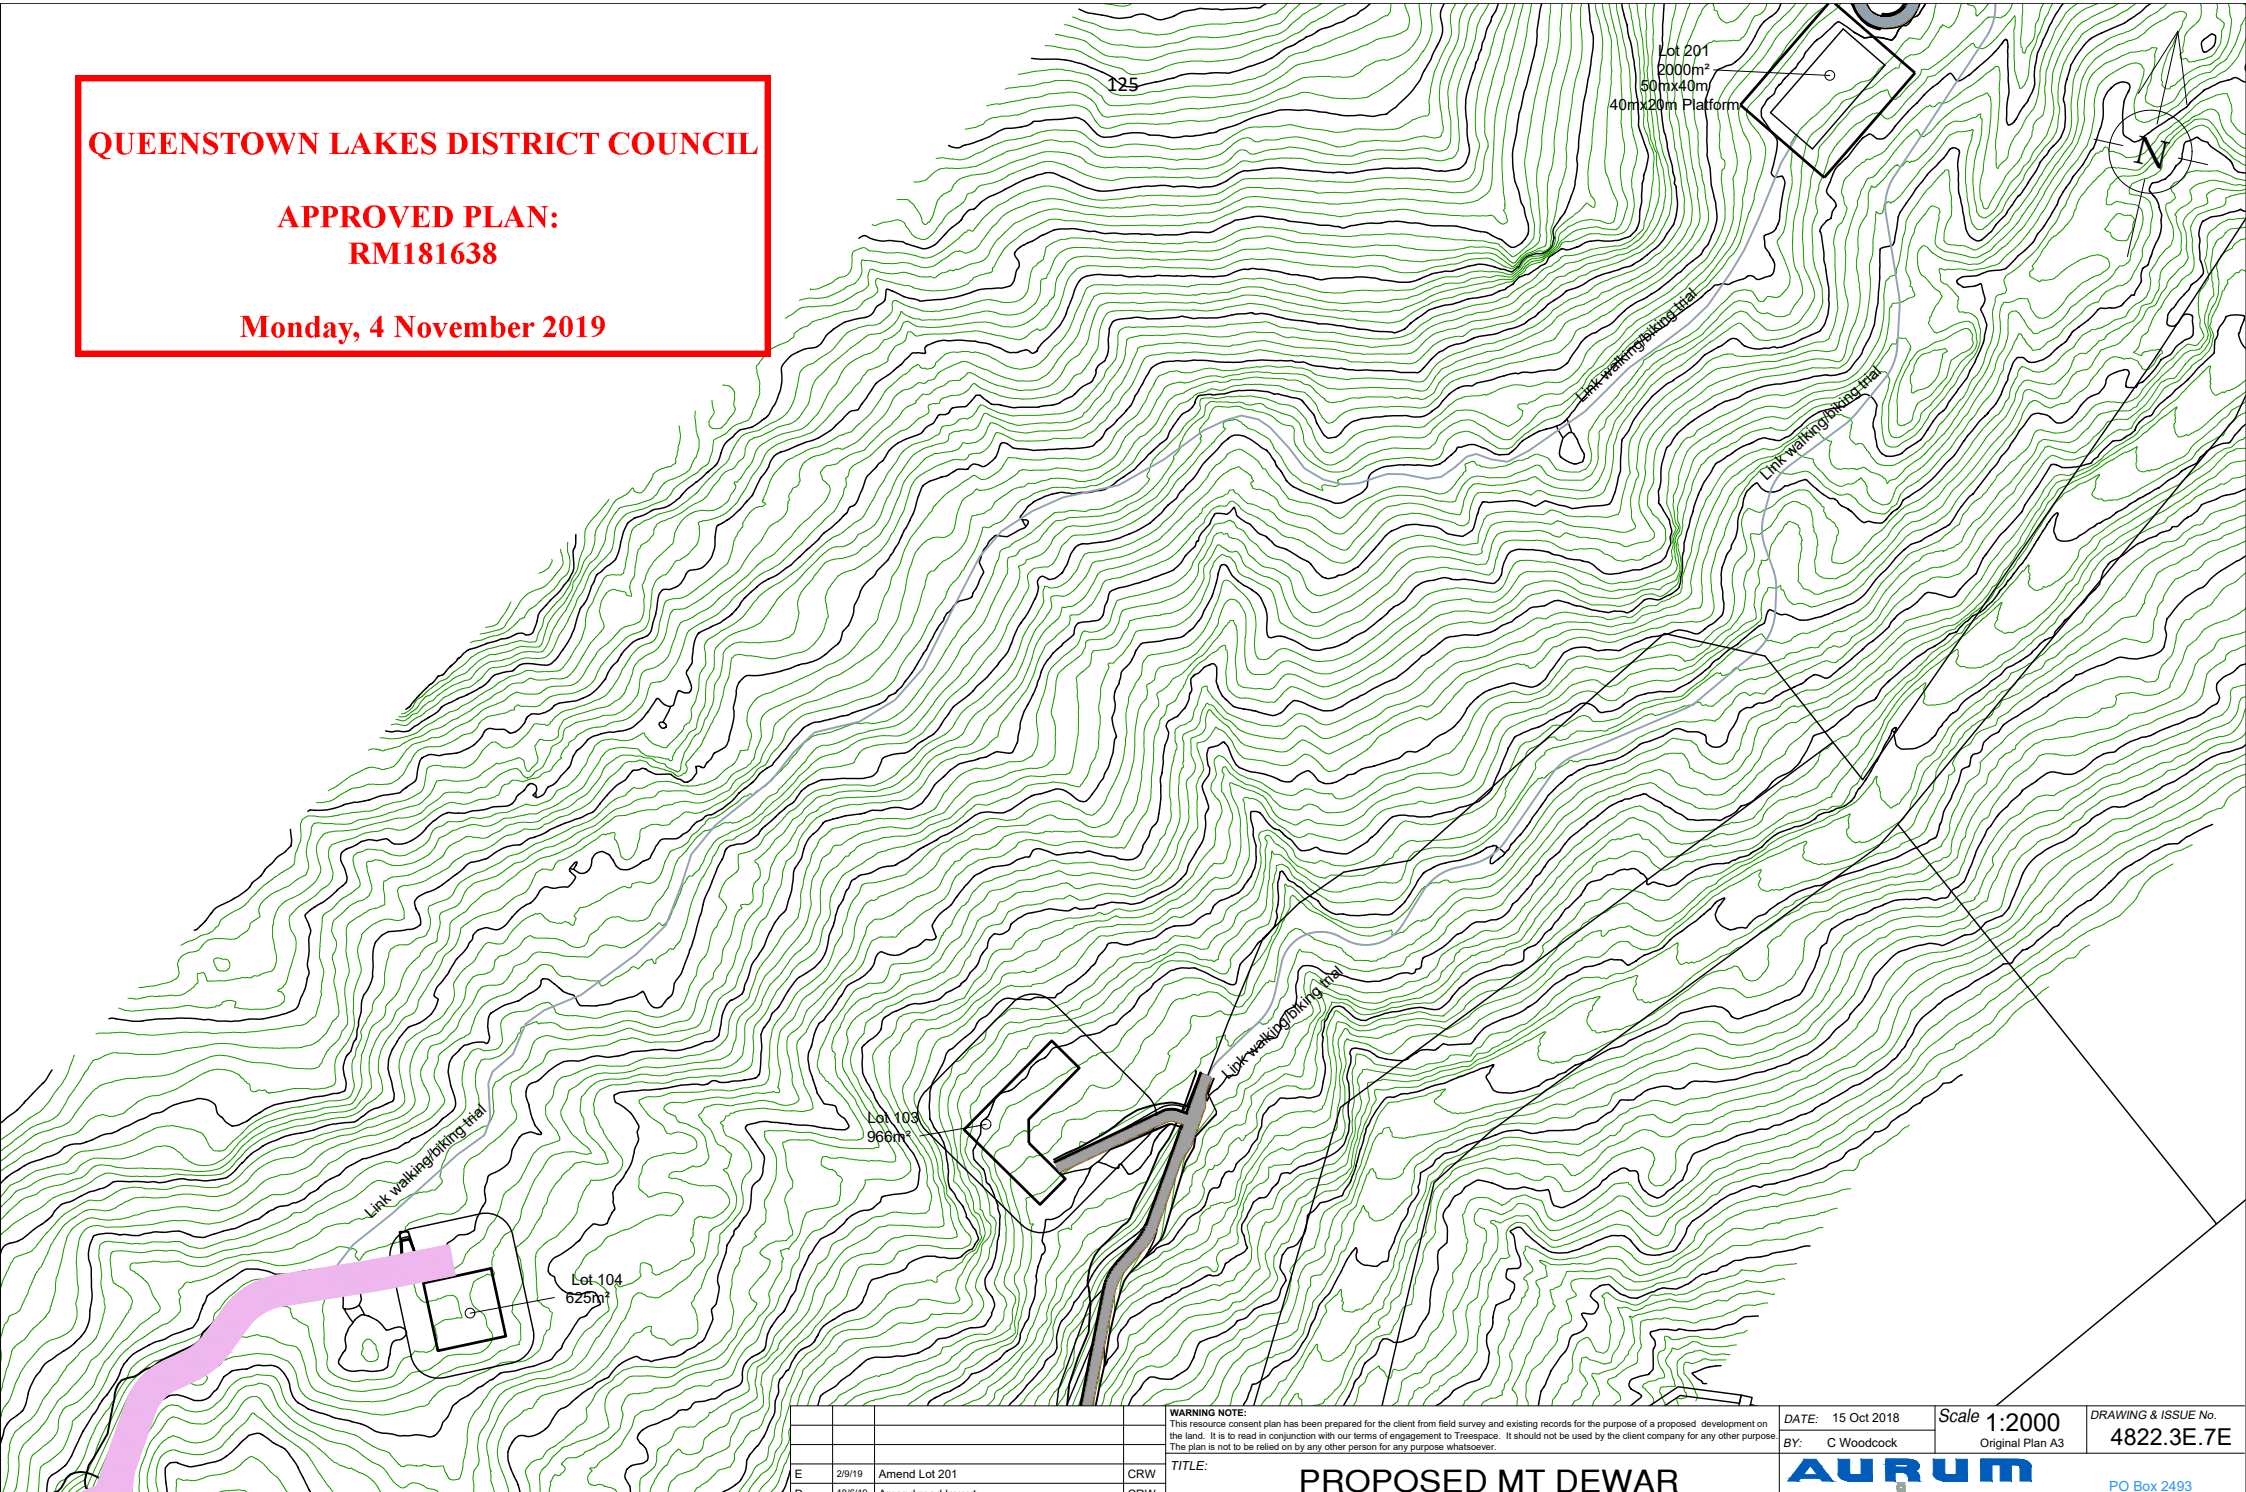 QUEENSTOWN LAKES DISTRICT COUNCIL
APPROVED PLAN:
RM181638
Monday, 4 November 2019
125
Lot 201
2000m²
50mx40m
40mx20m Platform
N
Link walking/biking trial
Link walking/biking trial
Link walking/biking trial
Link walking/biking trial
Lot 103
966m²
Lot 104
625m²
WARNING NOTE:
This resource consent plan has been prepared for the client from field survey and existing records for the purpose of a proposed development on
the land. It is to read in conjunction with our terms of engagement to Treespace. It should not be used by the client company for any other purpose.
The plan is not to be relied on by any other person for any purpose whatsoever.
DATE: 15 Oct 2018
BY: C Woodcock
Scale 1:2000
Original Plan A3
DRAWING & ISSUE No.
4822.3E.7E
E 2/9/19 Amend Lot 201 CRW
TITLE:
PROPOSED MT DEWAR
AURUM
PO Box 2493